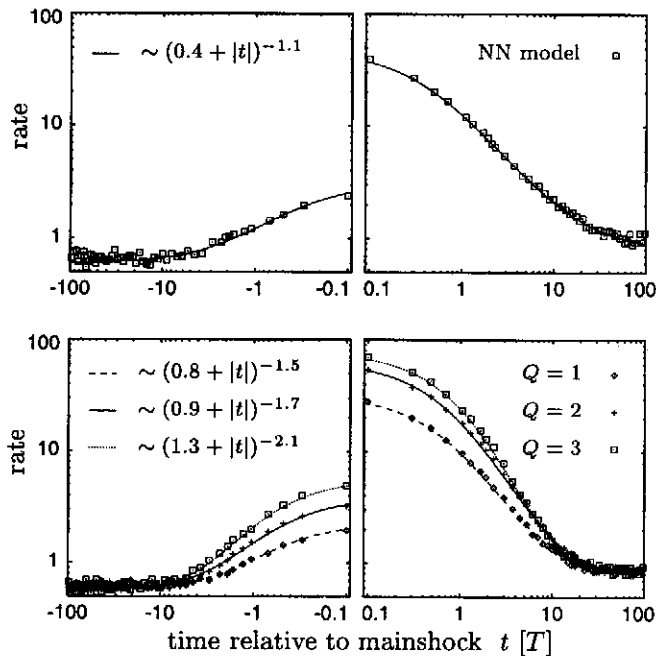 100
10
1
rate
∼ (0.4 + |t|)^{-1.1}
NN model
-100 -10 -1 -0.1
0.1 1 10 100
100
10
1
rate
∼ (0.8 + |t|)^{-1.5}
∼ (0.9 + |t|)^{-1.7}
∼ (1.3 + |t|)^{-2.1}
Q = 1
Q = 2
Q = 3
-100 -10 -1 -0.1
0.1 1 10 100
time relative to mainshock t [T]